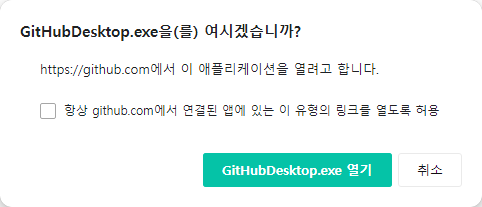 GitHubDesktop.exe을(를) 여시겠습니까?
https://github.com에서 이 애플리케이션을 열려고 합니다.
항상 github.com에서 연결된 앱에 있는 이 유형의 링크를 열도록 허용
GitHubDesktop.exe 열기
취소